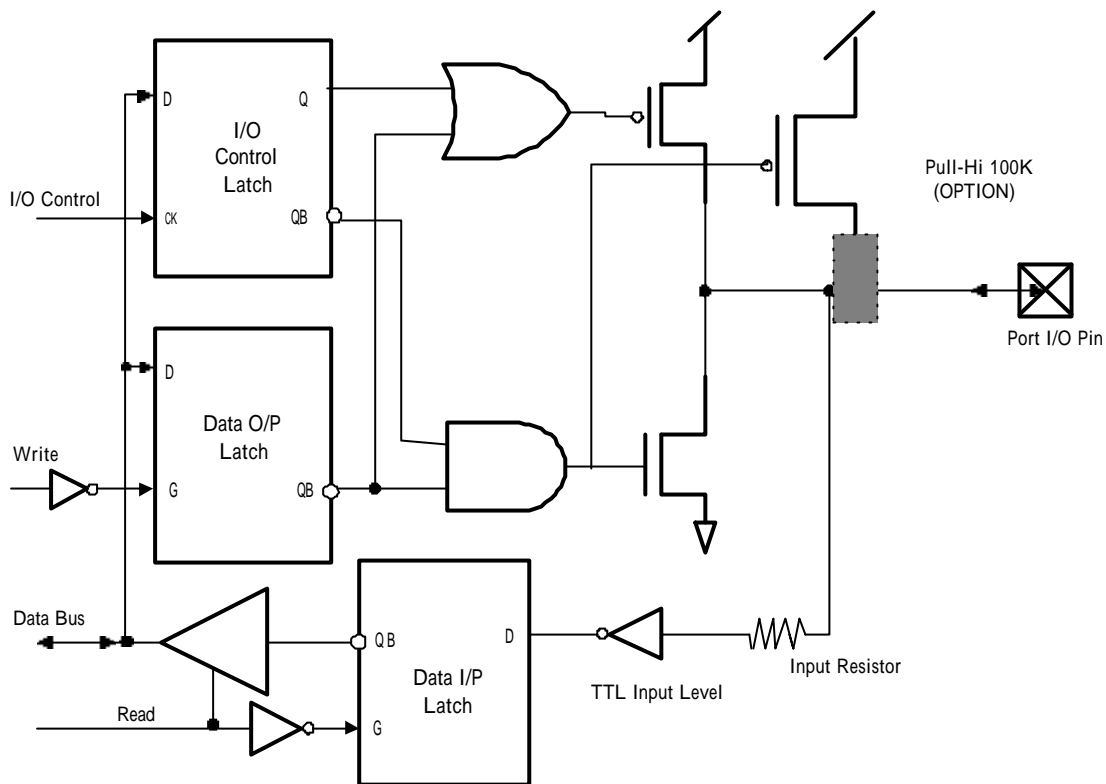 D
Q
I/O
Control
Latch
I/O Control
CK
QB
Pull-Hi 100K
(OPTION)
Port I/O Pin
D
Data O/P
Latch
Write
G
QB
Data Bus
QB
D
Data I/P
Latch
TTL Input Level
Input Resistor
Read
G